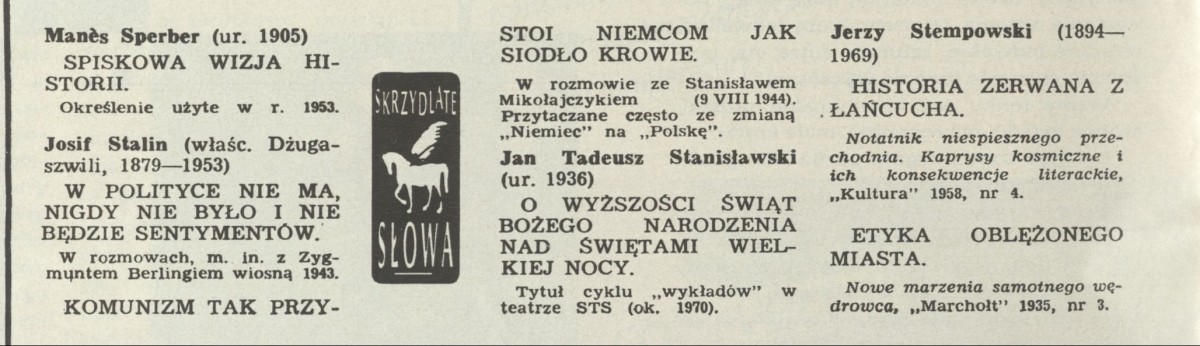 Manès Sperber (ur. 1905)
SPISKOWA WIZJA HI-
STORII.
Określenie użyte w r. 1953.
Josif Stalin (właśc. Dżuga-
szwili, 1879—1953)
W POLITYCE NIE MA,
NIGDY NIE BYŁO I NIE
BĘDZIE SENTYMENTÓW.
W rozmowach, m. in. z Zyg-
muntem Berlingiem wiosną 1943.
KOMUNIZM TAK PRZY-
SKRZYDLATE
SŁOWA
STOI NIEMCOM JAK
SIODŁO KROWIE.
W rozmowie ze Stanisławem
Mikołajczykiem (9 VIII 1944).
Przytaczane często ze zmianą
„Niemiec” na „Polskę”.
Jan Tadeusz Stanisławski
(ur. 1936)
O WYŻSZOŚCI ŚWIĄT
BOŻEGO NARODZENIA
NAD ŚWIĘTAMI WIEL-
KIEJ NOCY.
Tytuł cyklu „wykładów” w
teatrze STS (ok. 1970).
Jerzy Stempowski (1894—
1969)
HISTORIA ZERWANA Z
ŁAŃCUCHA.
Notatnik niespiesznego prze-
chodnia. Kaprysy kosmiczne i
ich konsekwencje literackie,
„Kultura” 1958, nr 4.
ETYKA OBLĘŻONEGO
MIASTA.
Nowe marzenia samotnego wę-
drowca, „Marchołt” 1935, nr 3.